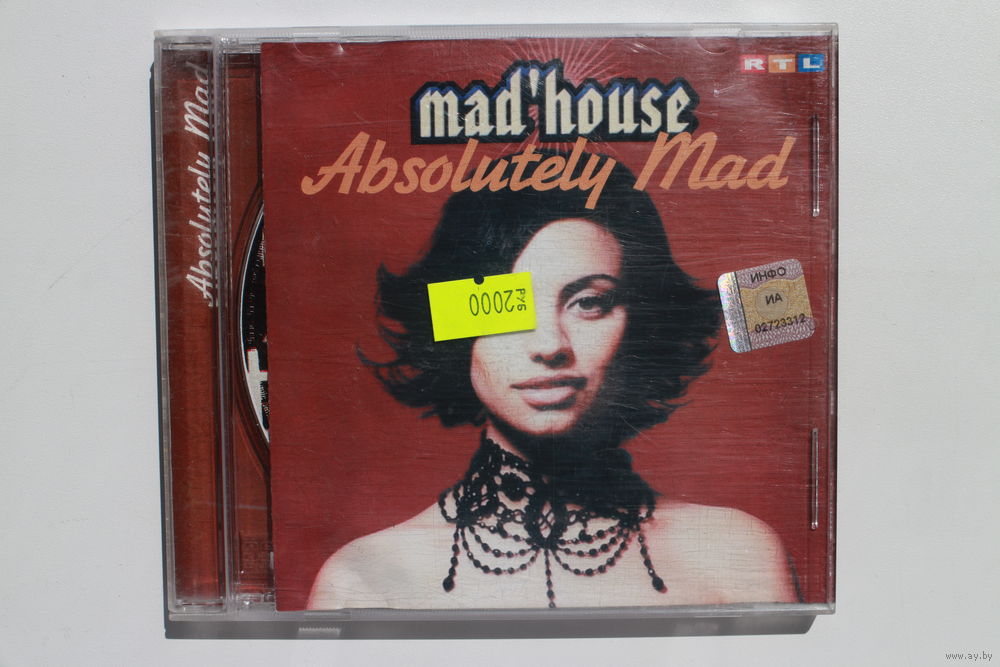 RTL
mad'house
Absolutely Mad
Absolutely Mad
РУБ
2000
ИНФО
ИА
02723312
www.ay.by